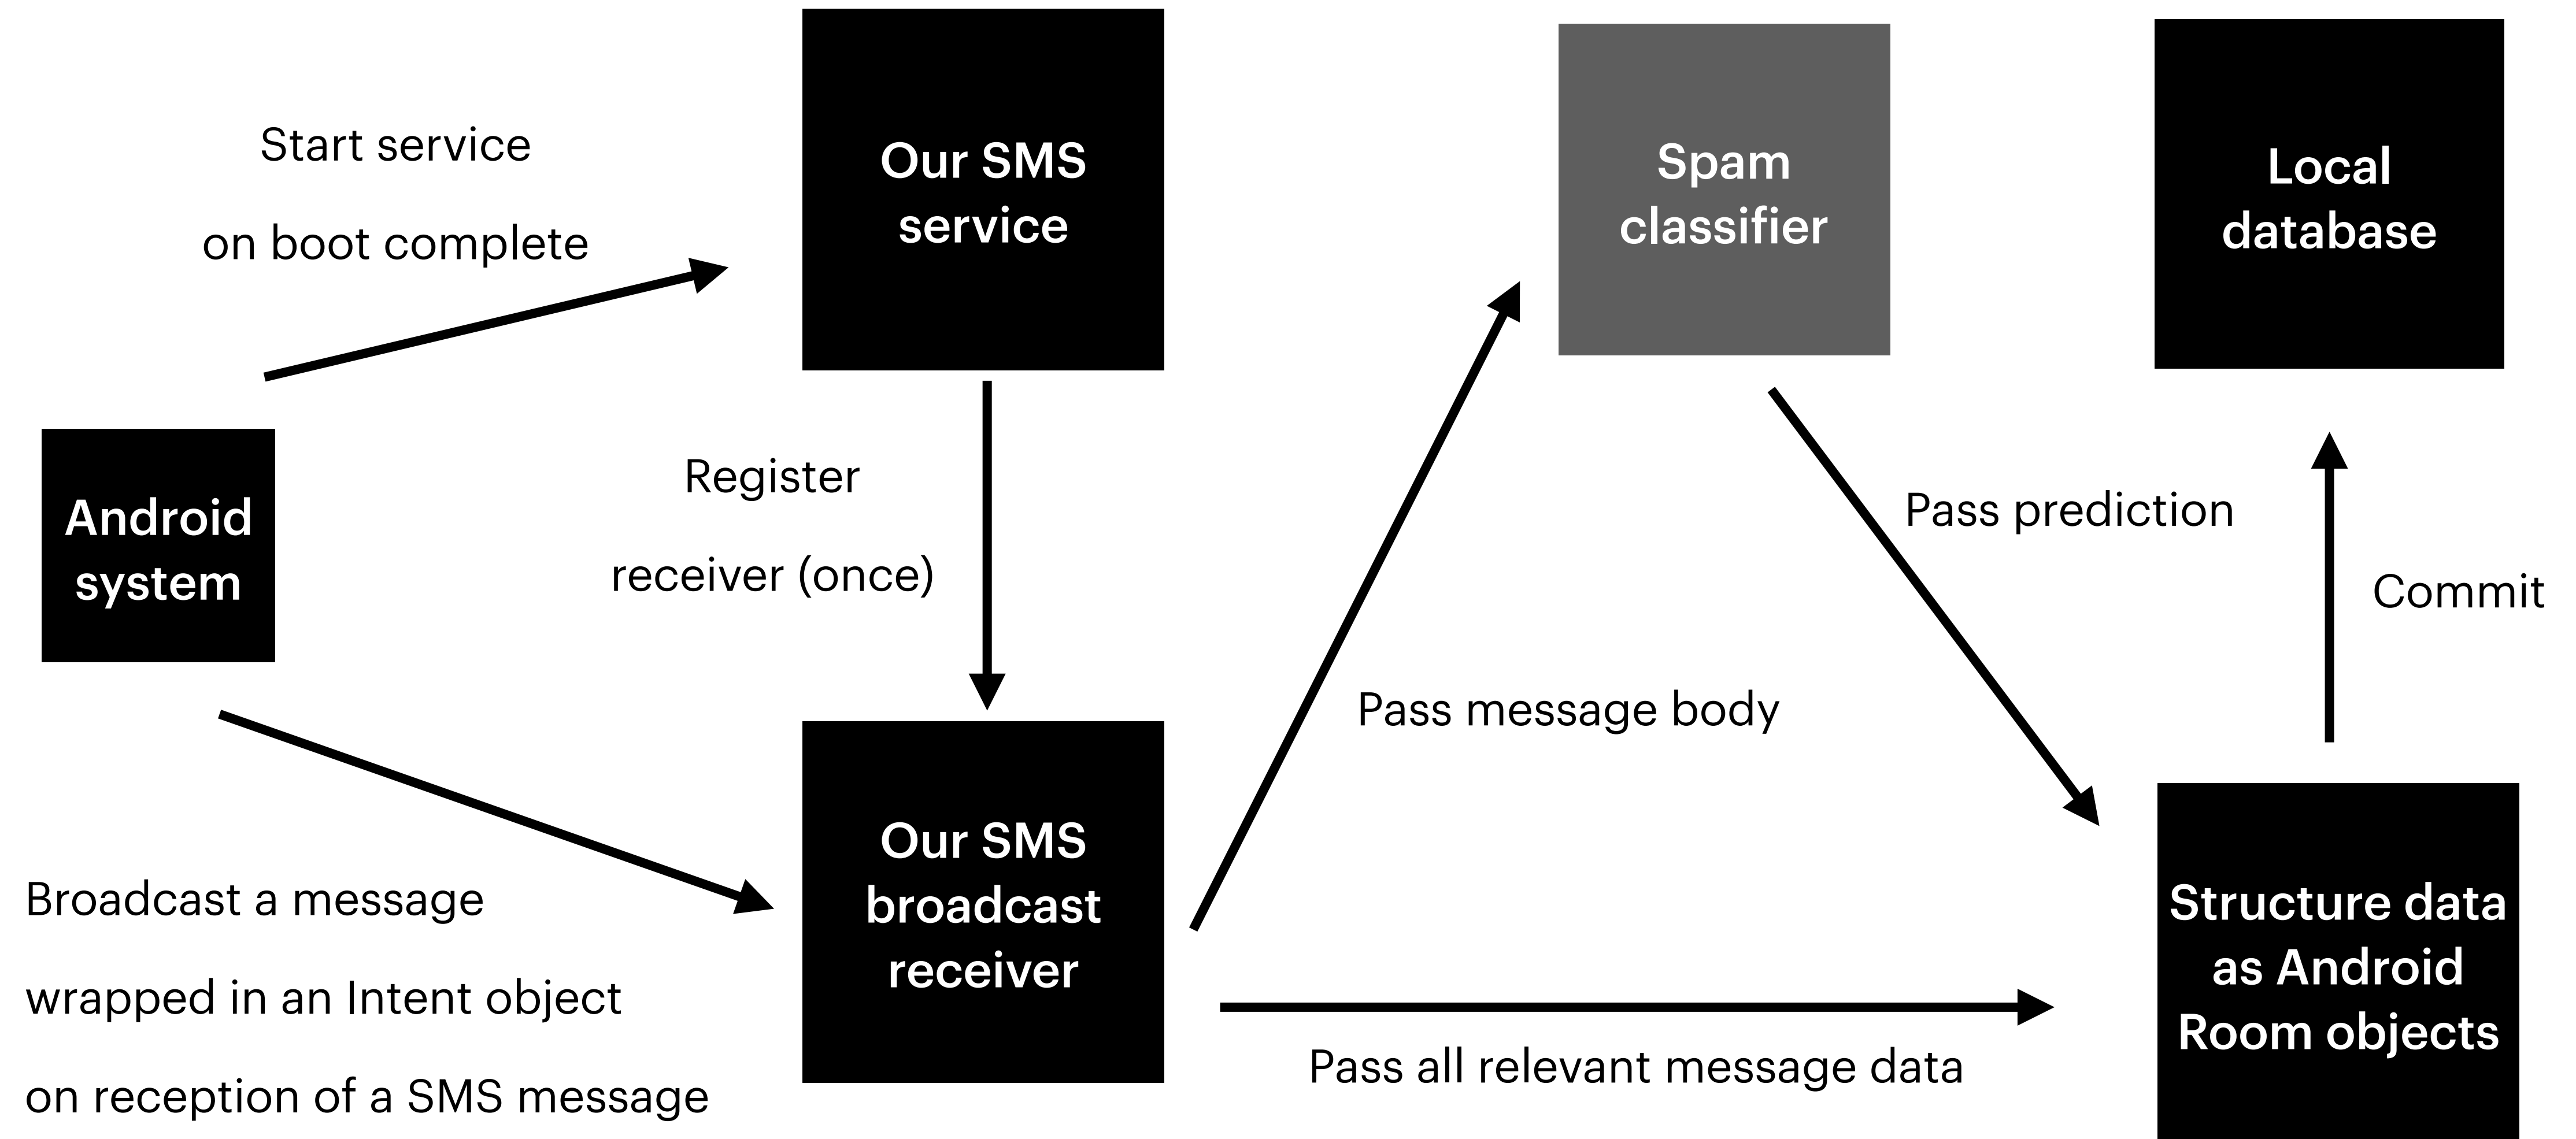 Start service
on boot complete
Our SMS
service
Spam
classifier
Local
database
Android
system
Register
receiver (once)
Pass prediction
Commit
Pass message body
Broadcast a message
wrapped in an Intent object
on reception of a SMS message
Our SMS
broadcast
receiver
Pass all relevant message data
Structure data
as Android
Room objects